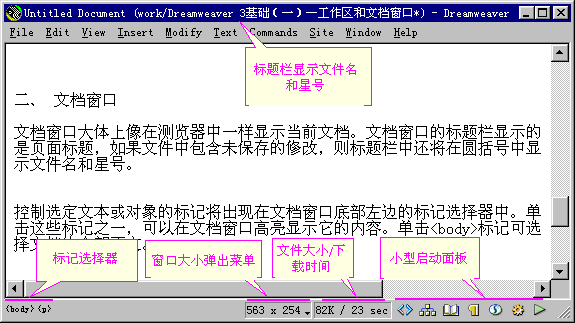 Untitled Document (work/Dreamweaver 3基础(一)—工作区和文档窗口*) - Dreamweaver
File Edit View Insert Modify Text Commands Site Window Help
标题栏显示文件名
和星号
二、 文档窗口
文档窗口大体上像在浏览器中一样显示当前文档。文档窗口的标题栏显示的
是页面标题,如果文件中包含未保存的修改,则标题栏中还将在圆括号中显
示文件名和星号。
控制选定文本或对象的标记将出现在文档窗口底部左边的标记选择器中。单
击这些标记之一,可以在文档窗口高亮显示它的内容。单击<body>标记可选
择
标记选择器
窗口大小弹出菜单
文件大小/下
载时间
小型启动面板
<body> <p>
563 x 254
82K / 23 sec